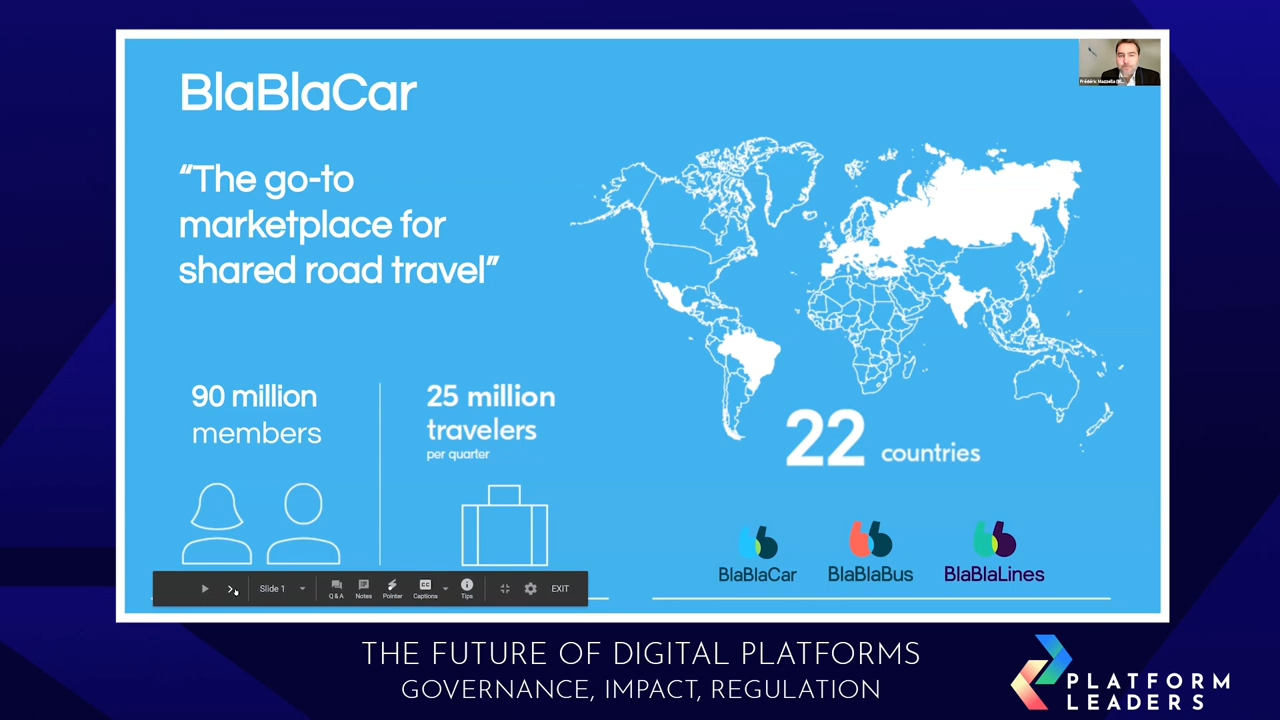 BlaBlaCar
“The go-to
marketplace for
shared road travel”
90 million
members
25 million
travelers
per quarter
22 countries
BlaBlaCar
BlaBlaBus
BlaBlaLines
Slide 1
Q & A
Notes
Pointer
CC
Captions
Tips
EXIT
THE FUTURE OF DIGITAL PLATFORMS
GOVERNANCE, IMPACT, REGULATION
PLATFORM
LEADERS